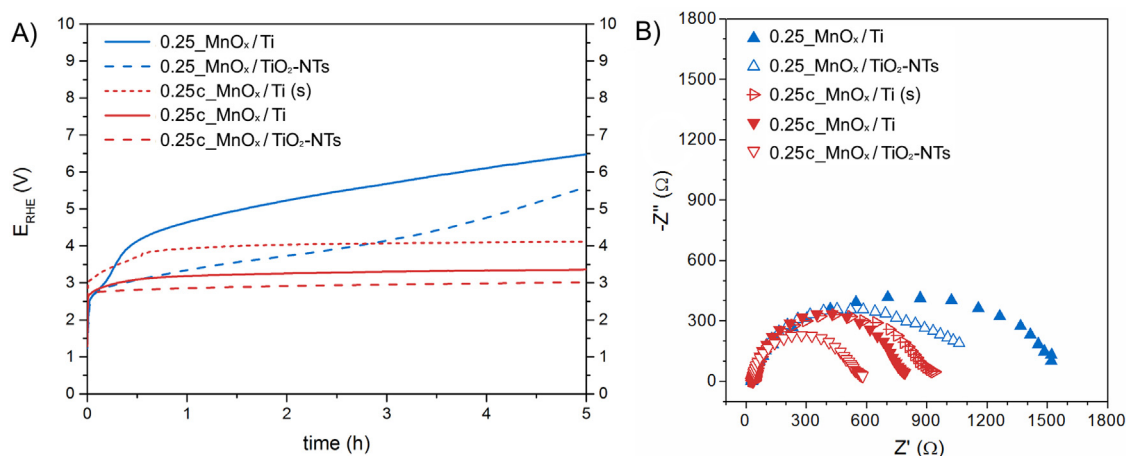 A)
10
9
8
7
6
5
4
3
2
1
0
E_RHE (V)
0.25_MnOₓ/Ti
0.25_MnOₓ/TiO₂-NTs
0.25c_MnOₓ/Ti (s)
0.25c_MnOₓ/Ti
0.25c_MnOₓ/TiO₂-NTs
10
9
8
7
6
5
4
3
2
1
0
0 1 2 3 4 5
time (h)
B)
1800
1500
1200
900
600
300
0
-Z'' (Ω)
0.25_MnOₓ/Ti
0.25_MnOₓ/TiO₂-NTs
0.25c_MnOₓ/Ti (s)
0.25c_MnOₓ/Ti
0.25c_MnOₓ/TiO₂-NTs
0 300 600 900 1200 1500 1800
Z' (Ω)